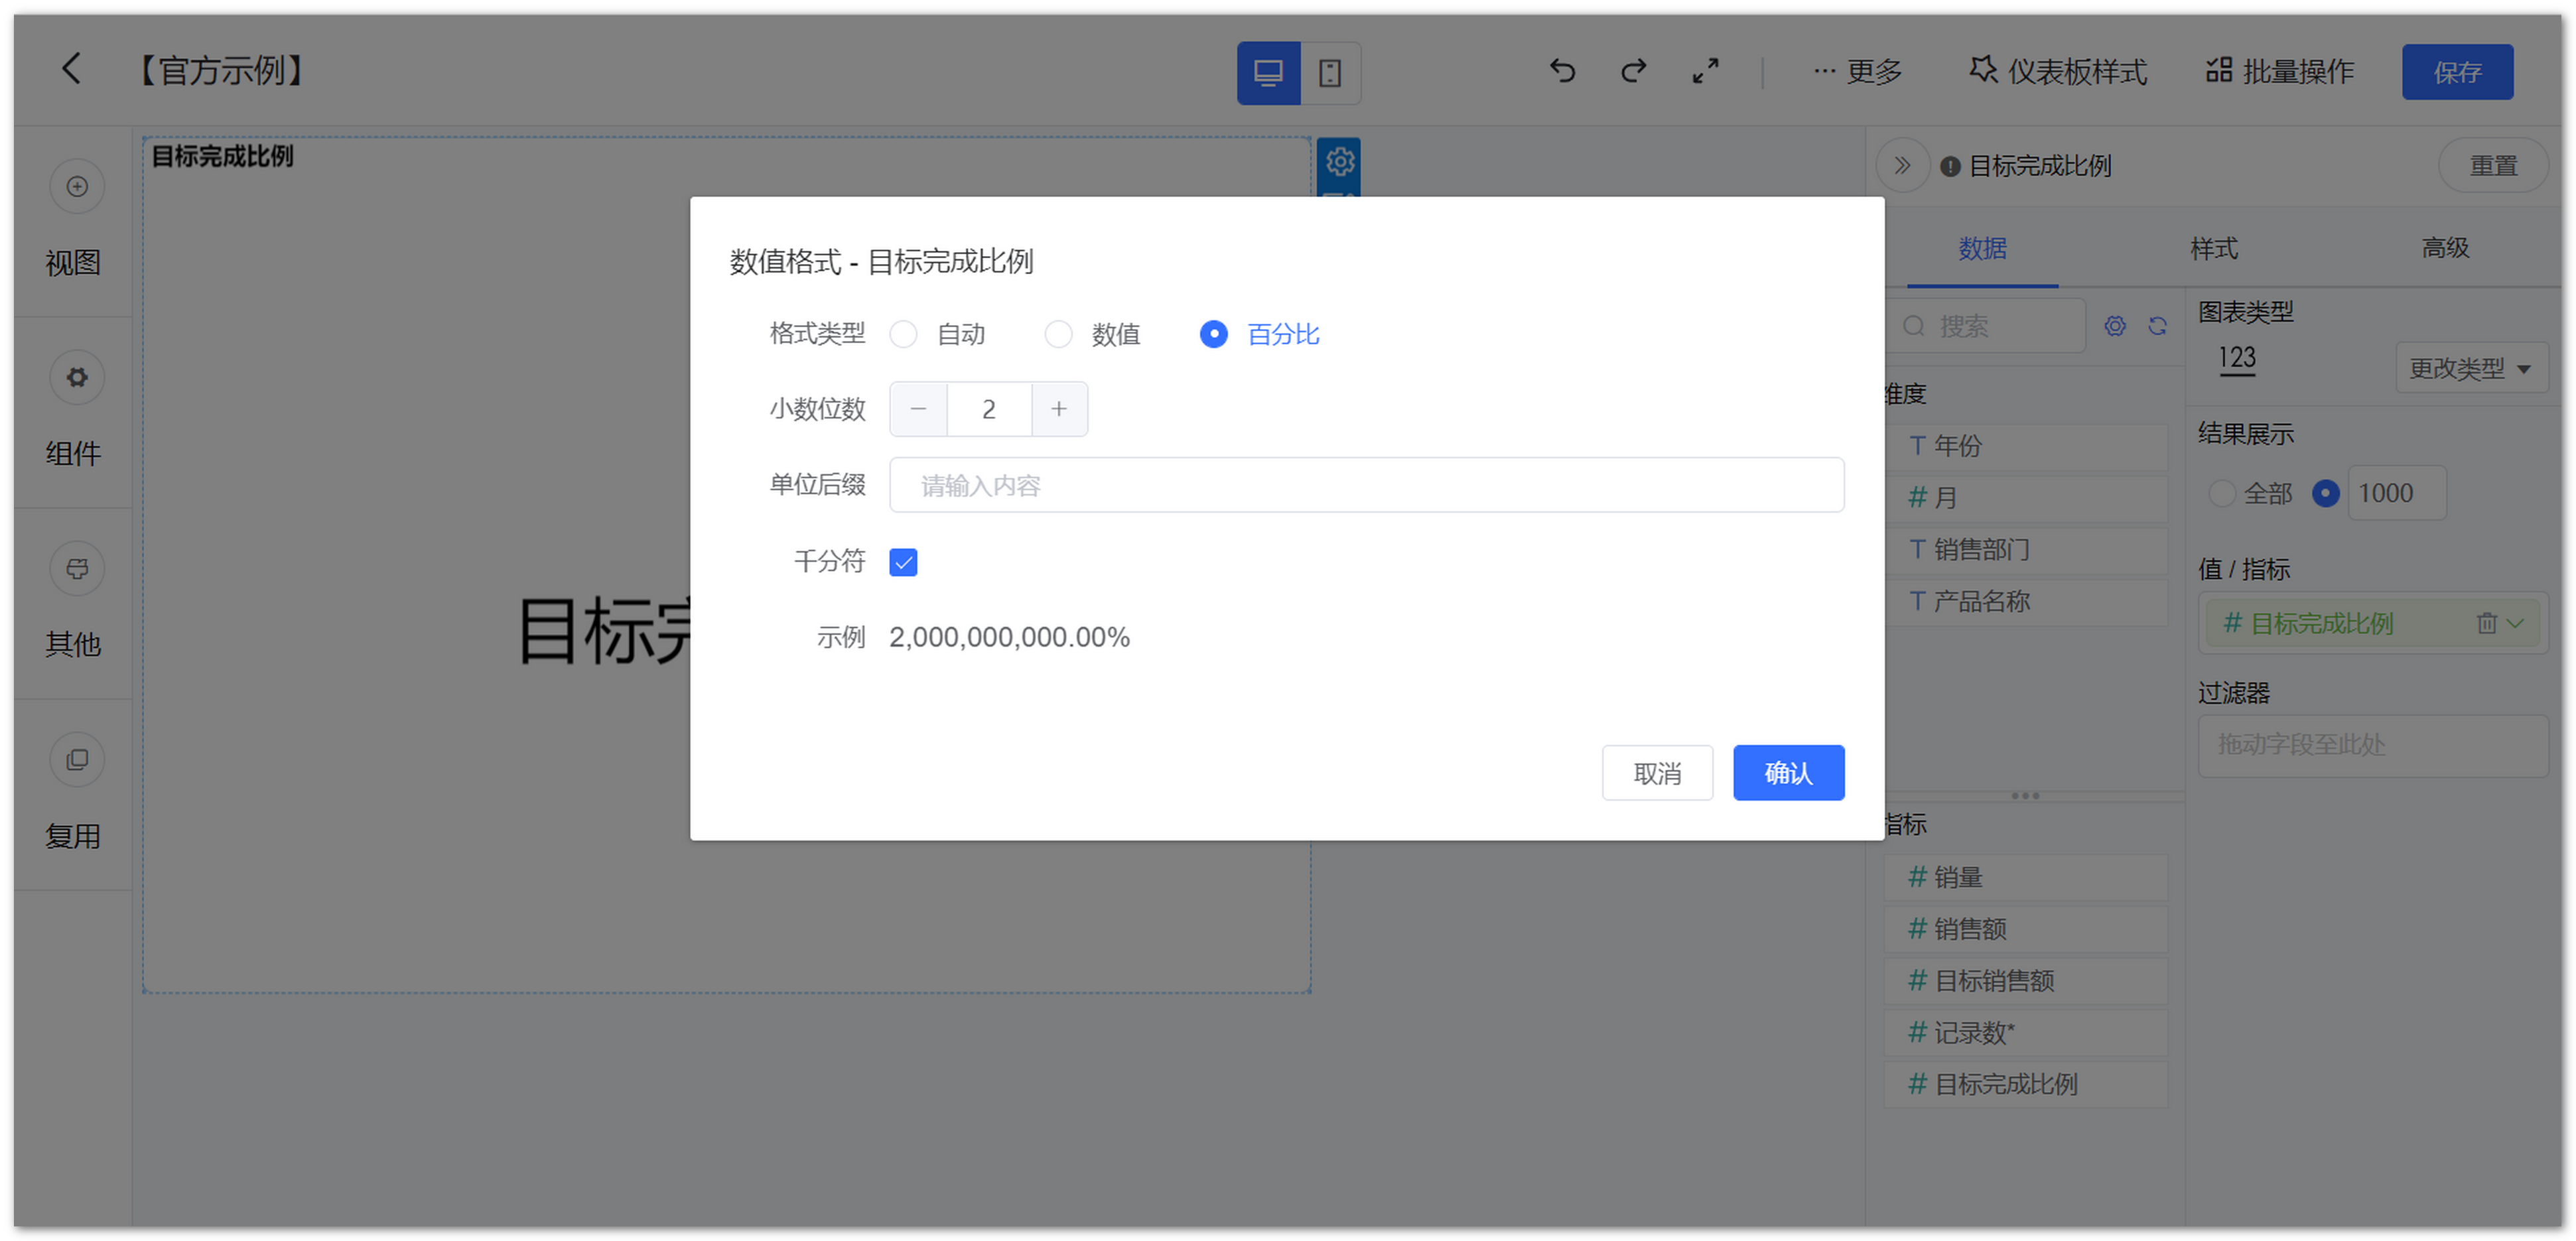 【官方示例】
更多
仪表板样式
批量操作
保存
视图
组件
其他
复用
目标完成比例
目标完
数值格式 - 目标完成比例
格式类型 自动 数值 百分比
小数位数 － 2 +
单位后缀 请输入内容
千分符
示例 2,000,000,000.00%
取消 确认
目标完成比例
重置
数据 样式 高级
搜索
维度
T 年份
# 月
T 销售部门
T 产品名称
指标
# 销量
# 销售额
# 目标销售额
# 记录数*
# 目标完成比例
图表类型
123
更改类型
结果展示
全部 1000
值 / 指标
# 目标完成比例
过滤器
拖动字段至此处